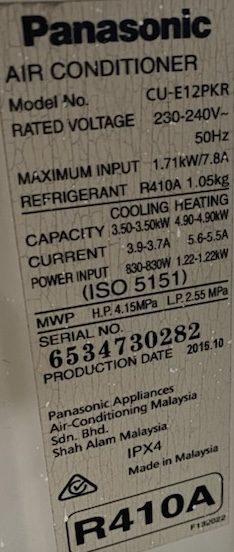 Panasonic
AIR CONDITIONER
Model No. CU-E12PKR
RATED VOLTAGE 230-240V~
50Hz
MAXIMUM INPUT 1.71kW/7.8A
REFRIGERANT R410A 1.05kg
COOLING HEATING
CAPACITY 3.50-3.50kW 4.90-4.90kW
CURRENT 3.9-3.7A 5.6-5.5A
POWER INPUT 830-830W 1.22-1.22kW
(ISO 5151)
MWP H.P. 4.15MPa L.P. 2.55 MPa
SERIAL NO.
6534730282
PRODUCTION DATE 2015.10
Panasonic Appliances
Air-Conditioning Malaysia
Sdn. Bhd.
Shah Alam Malaysia
IPX4
Made in Malaysia
R410A
F132022